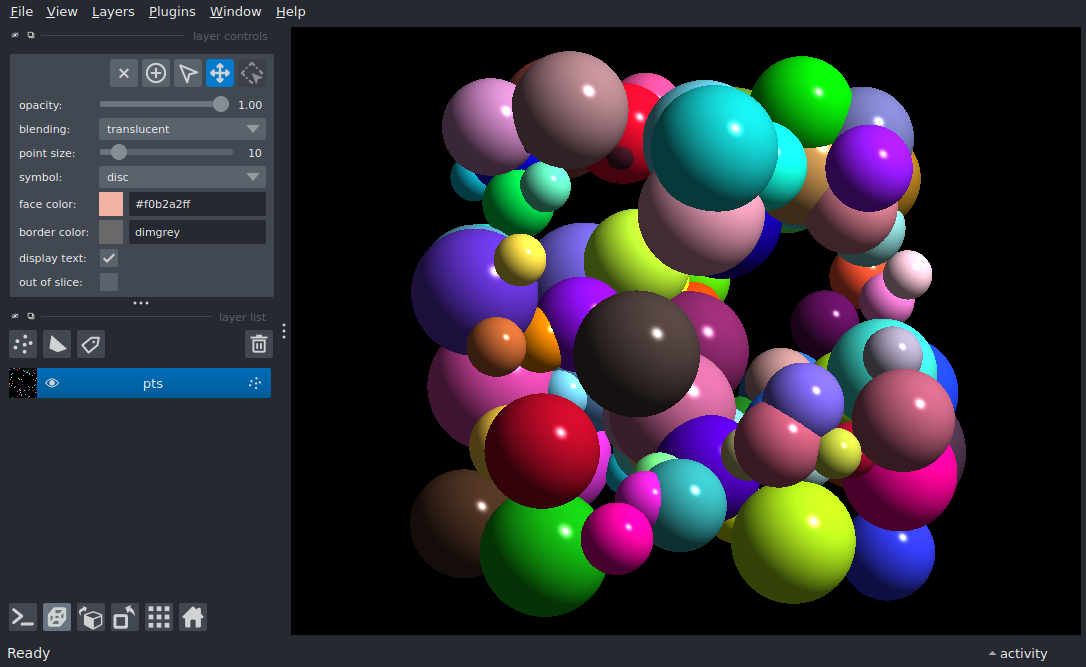 File View Layers Plugins Window Help
layer controls
opacity: 1.00
blending: translucent
point size: 10
symbol: disc
face color: #f0b2a2ff
border color: dimgrey
display text:
out of slice:
layer list
pts
Ready
activity